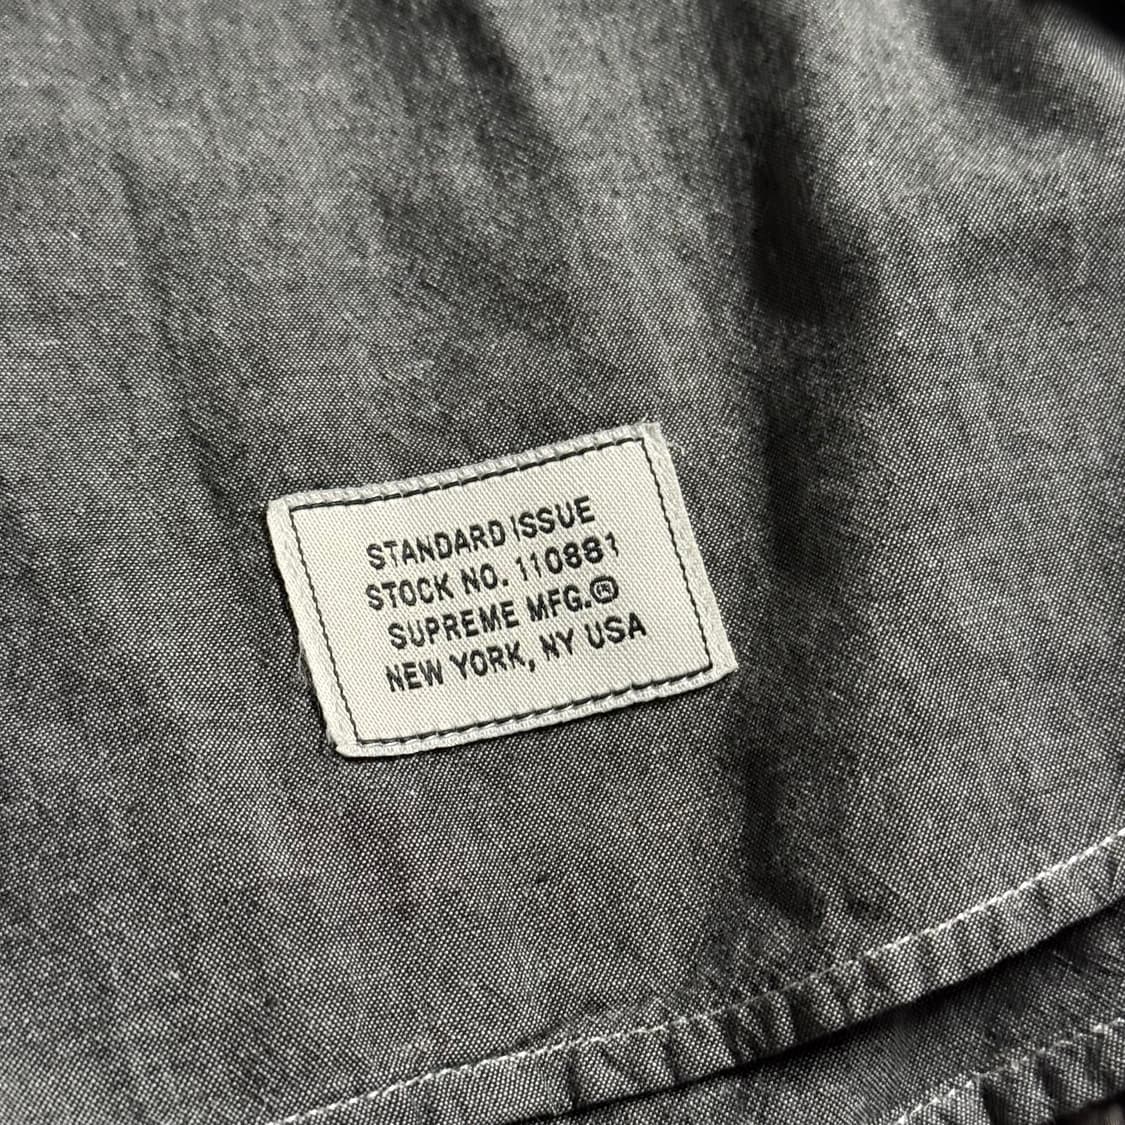 STANDARD ISSUE
STOCK NO. 110881
SUPREME MFG.®
NEW YORK, NY USA